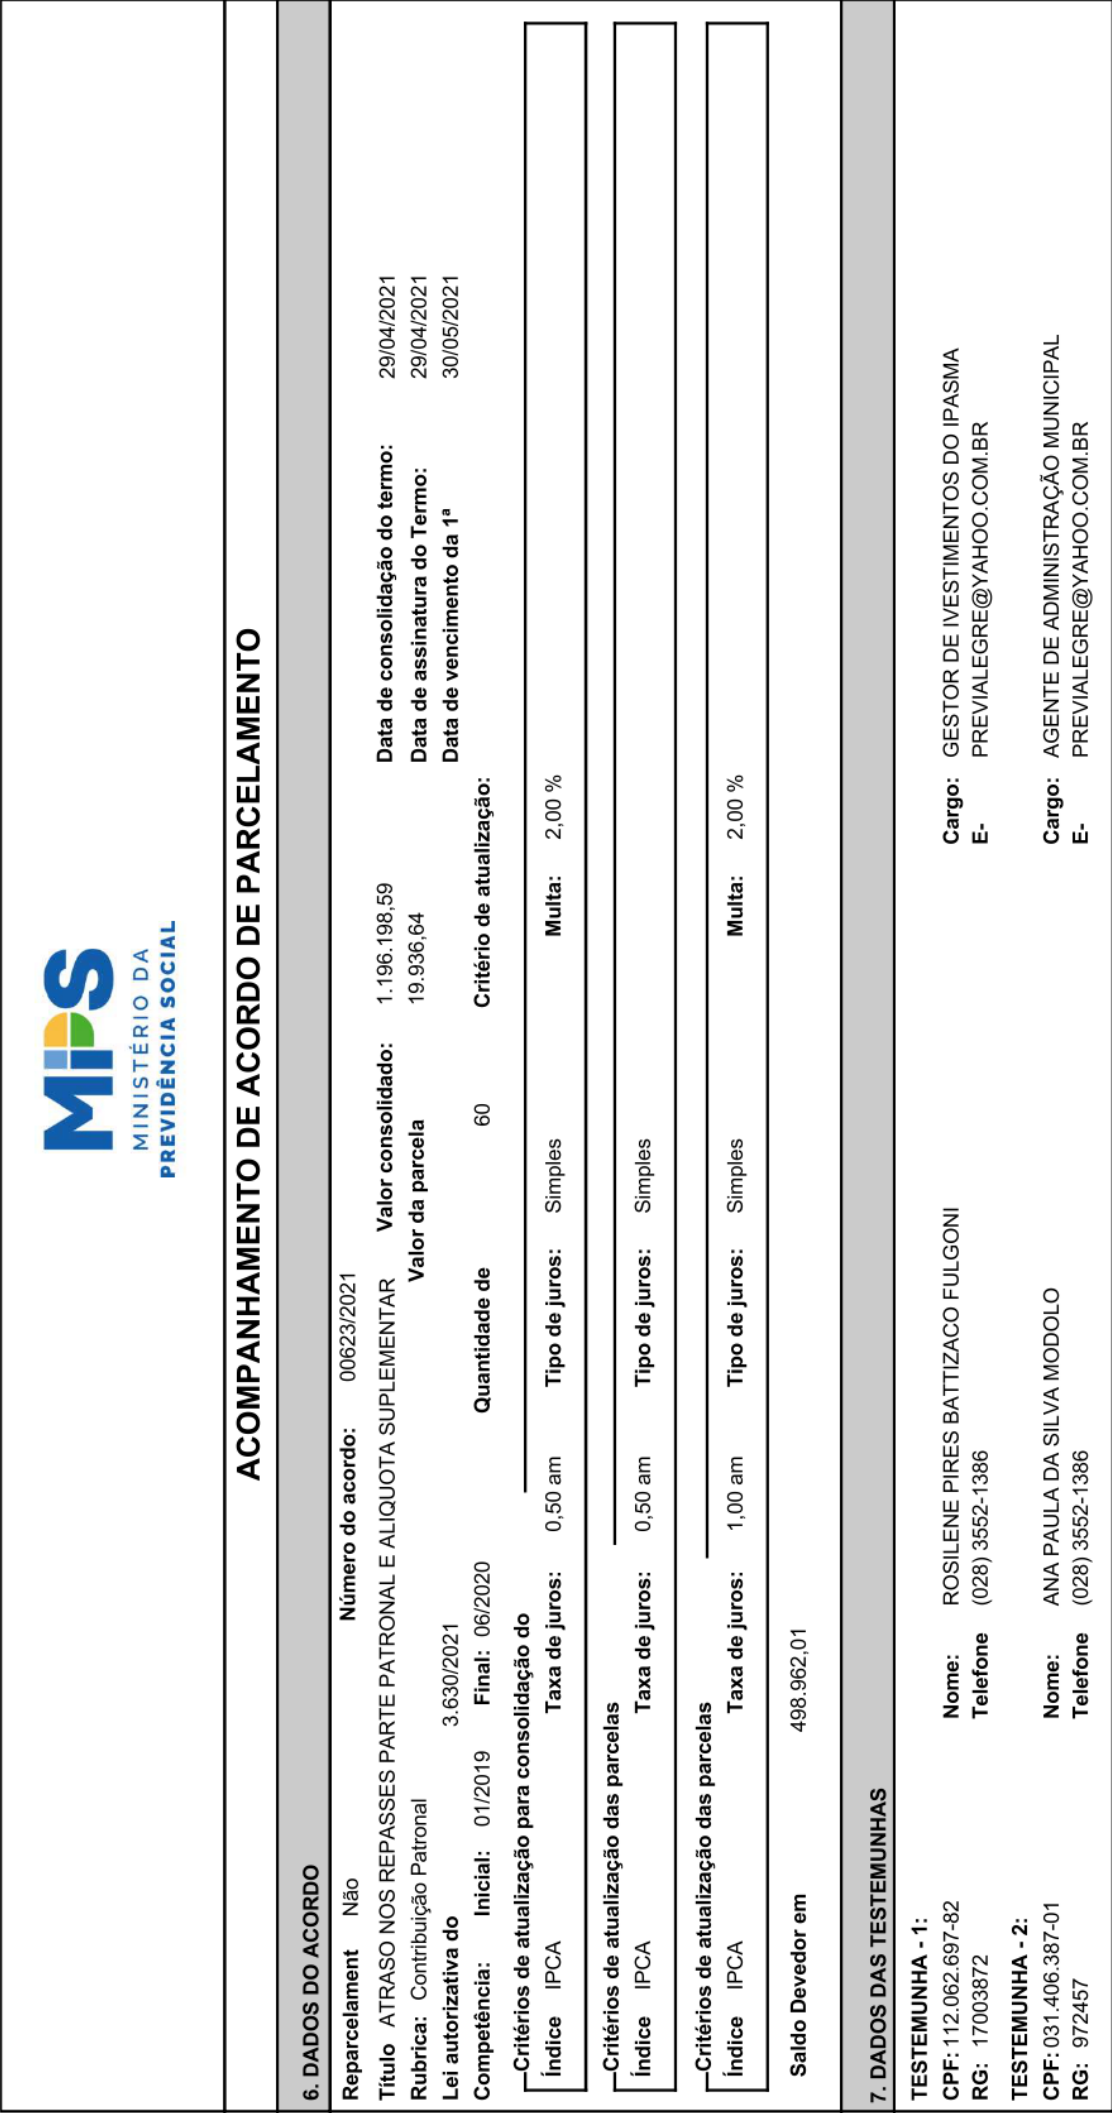 MPS
MINISTÉRIO DA
PREVIDÊNCIA SOCIAL
ACOMPANHAMENTO DE ACORDO DE PARCELAMENTO
6. DADOS DO ACORDO
Reparcelament Não Número do acordo: 00623/2021
Título ATRASO NOS REPASSES PARTE PATRONAL E ALIQUOTA SUPLEMENTAR Valor consolidado: 1.196.198,59 Data de consolidação do termo: 29/04/2021
Rubrica: Contribuição Patronal Valor da parcela 19.936,64 Data de assinatura do Termo: 29/04/2021
Lei autorizativa do 3.630/2021 Data de vencimento da 1ª 30/05/2021
Competência: Inicial: 01/2019 Final: 06/2020 Quantidade de 60 Critério de atualização:
Critérios de atualização para consolidação do
Índice IPCA Taxa de juros: 0,50 am Tipo de juros: Simples Multa: 2,00 %
Critérios de atualização das parcelas
Índice IPCA Taxa de juros: 0,50 am Tipo de juros: Simples
Critérios de atualização das parcelas
Índice IPCA Taxa de juros: 1,00 am Tipo de juros: Simples Multa: 2,00 %
Saldo Devedor em 498.962,01
7. DADOS DAS TESTEMUNHAS
TESTEMUNHA - 1:
CPF: 112.062.697-82 Nome: ROSILENE PIRES BATTIZACO FULGONI Cargo: GESTOR DE IVESTIMENTOS DO IPASMA
RG: 17003872 Telefone (028) 3552-1386 E- PREVIALEGRE@YAHOO.COM.BR
TESTEMUNHA - 2:
CPF: 031.406.387-01 Nome: ANA PAULA DA SILVA MODOLO Cargo: AGENTE DE ADMINISTRAÇÃO MUNICIPAL
RG: 972457 Telefone (028) 3552-1386 E- PREVIALEGRE@YAHOO.COM.BR